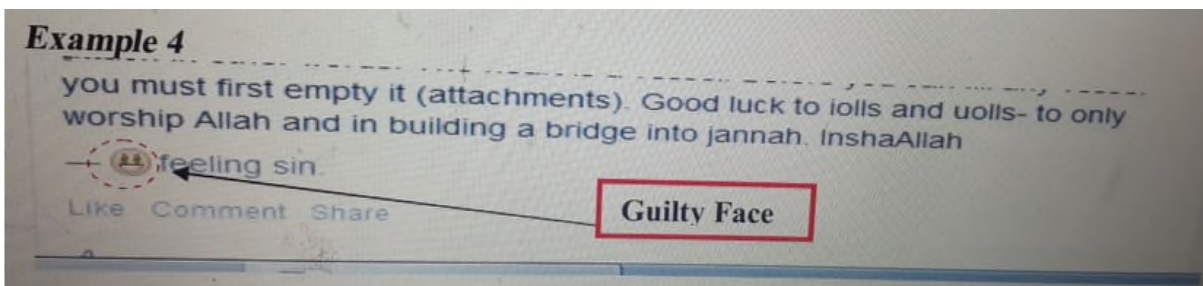 Example 4
you must first empty it (attachments). Good luck to iolls and uolls- to only
worship Allah and in building a bridge into jannah. InshaAllah
— feeling sin.
Like Comment Share
Guilty Face